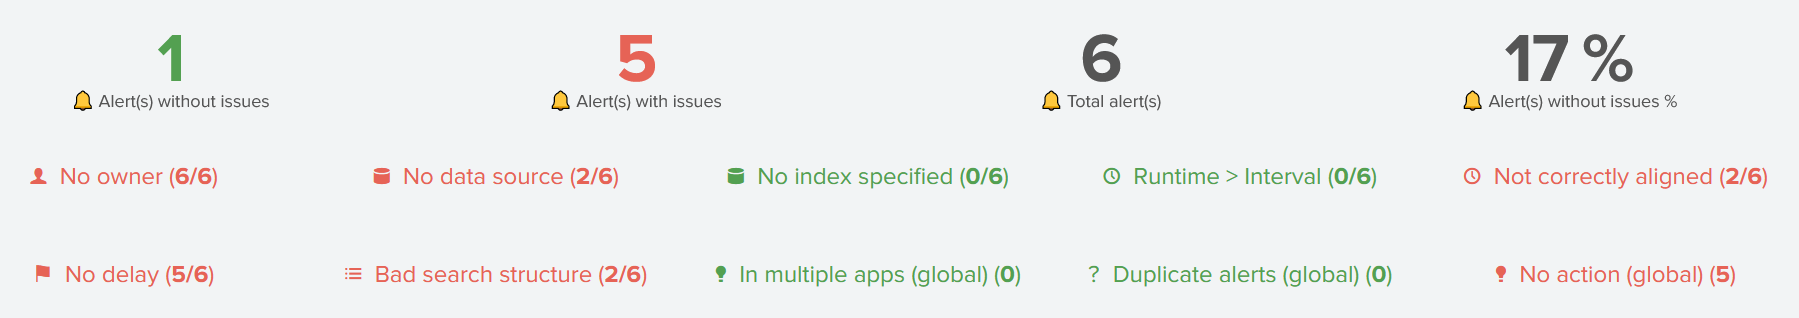 1 5 6 17 %
Alert(s) without issues Alert(s) with issues Total alert(s) Alert(s) without issues %
No owner (6/6) No data source (2/6) No index specified (0/6) Runtime > Interval (0/6) Not correctly aligned (2/6)
No delay (5/6) Bad search structure (2/6) In multiple apps (global) (0) ? Duplicate alerts (global) (0) No action (global) (5)